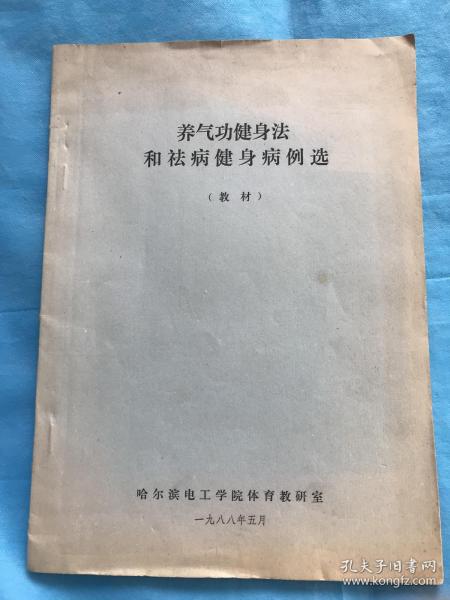 养气功健身法
和祛病健身病例选
（教材）
哈尔滨电工学院体育教研室
一九八八年五月
孔夫子旧书网
www.kongfz.com